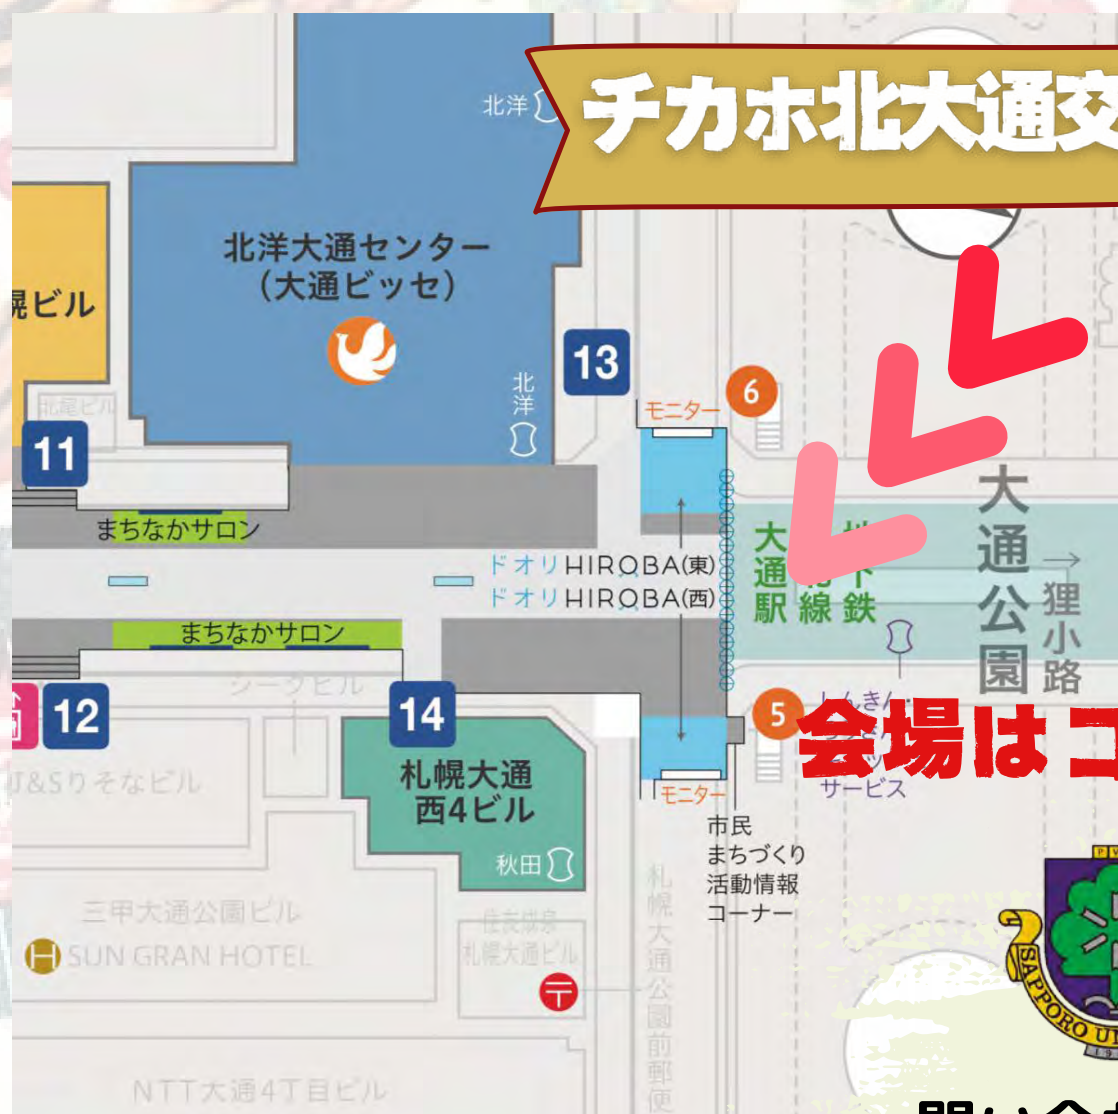 チカホ北大通交
北洋
北洋大通センター
（大通ビッセ）
幌ビル
北洋
13
6
モニター
北尾ビル
11
まちなかサロン
ドオリHIROBA(東)
ドオリHIROBA(西)
大通駅
線
地下鉄
大通公園
狸小路
まちなかサロン
12
14
5
会場はコ
サービス
J&Sりそなビル
札幌大通
西4ビル
秋田
モニター
市民
まちづくり
活動情報
コーナー
三甲大通公園ビル
H SUN GRAN HOTEL
札幌大通ビル
札幌大通公園前郵便
NTT大通4丁目ビル
SAPPORO UN